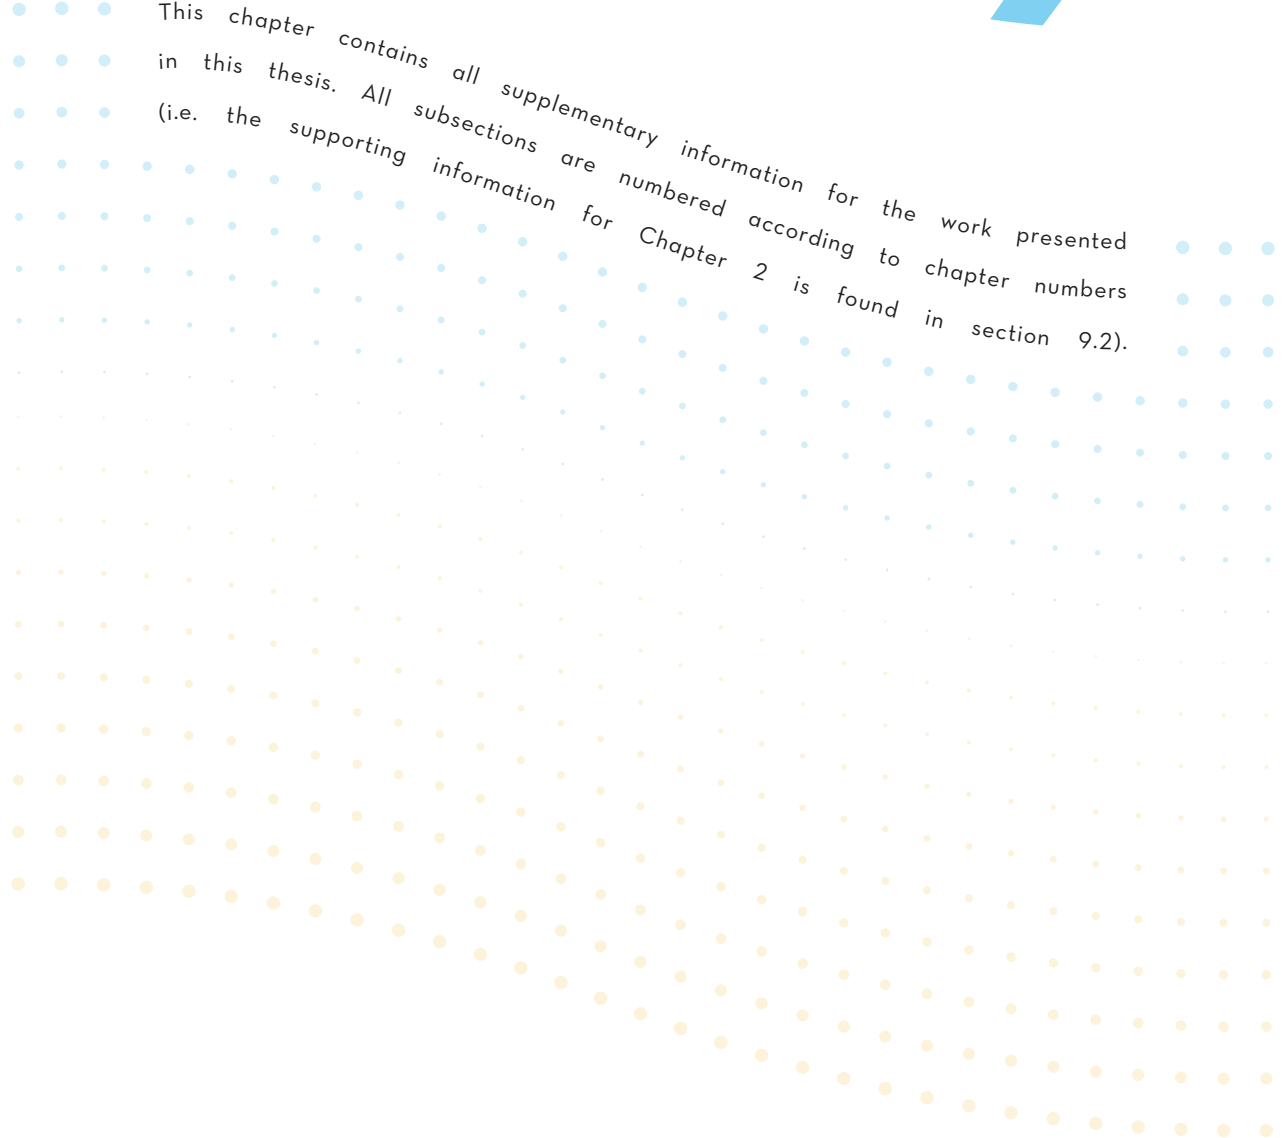 This chapter contains all supplementary information for the work presented
in this thesis. All subsections are numbered according to chapter numbers
(i.e. the supporting information for Chapter 2 is found in section 9.2).